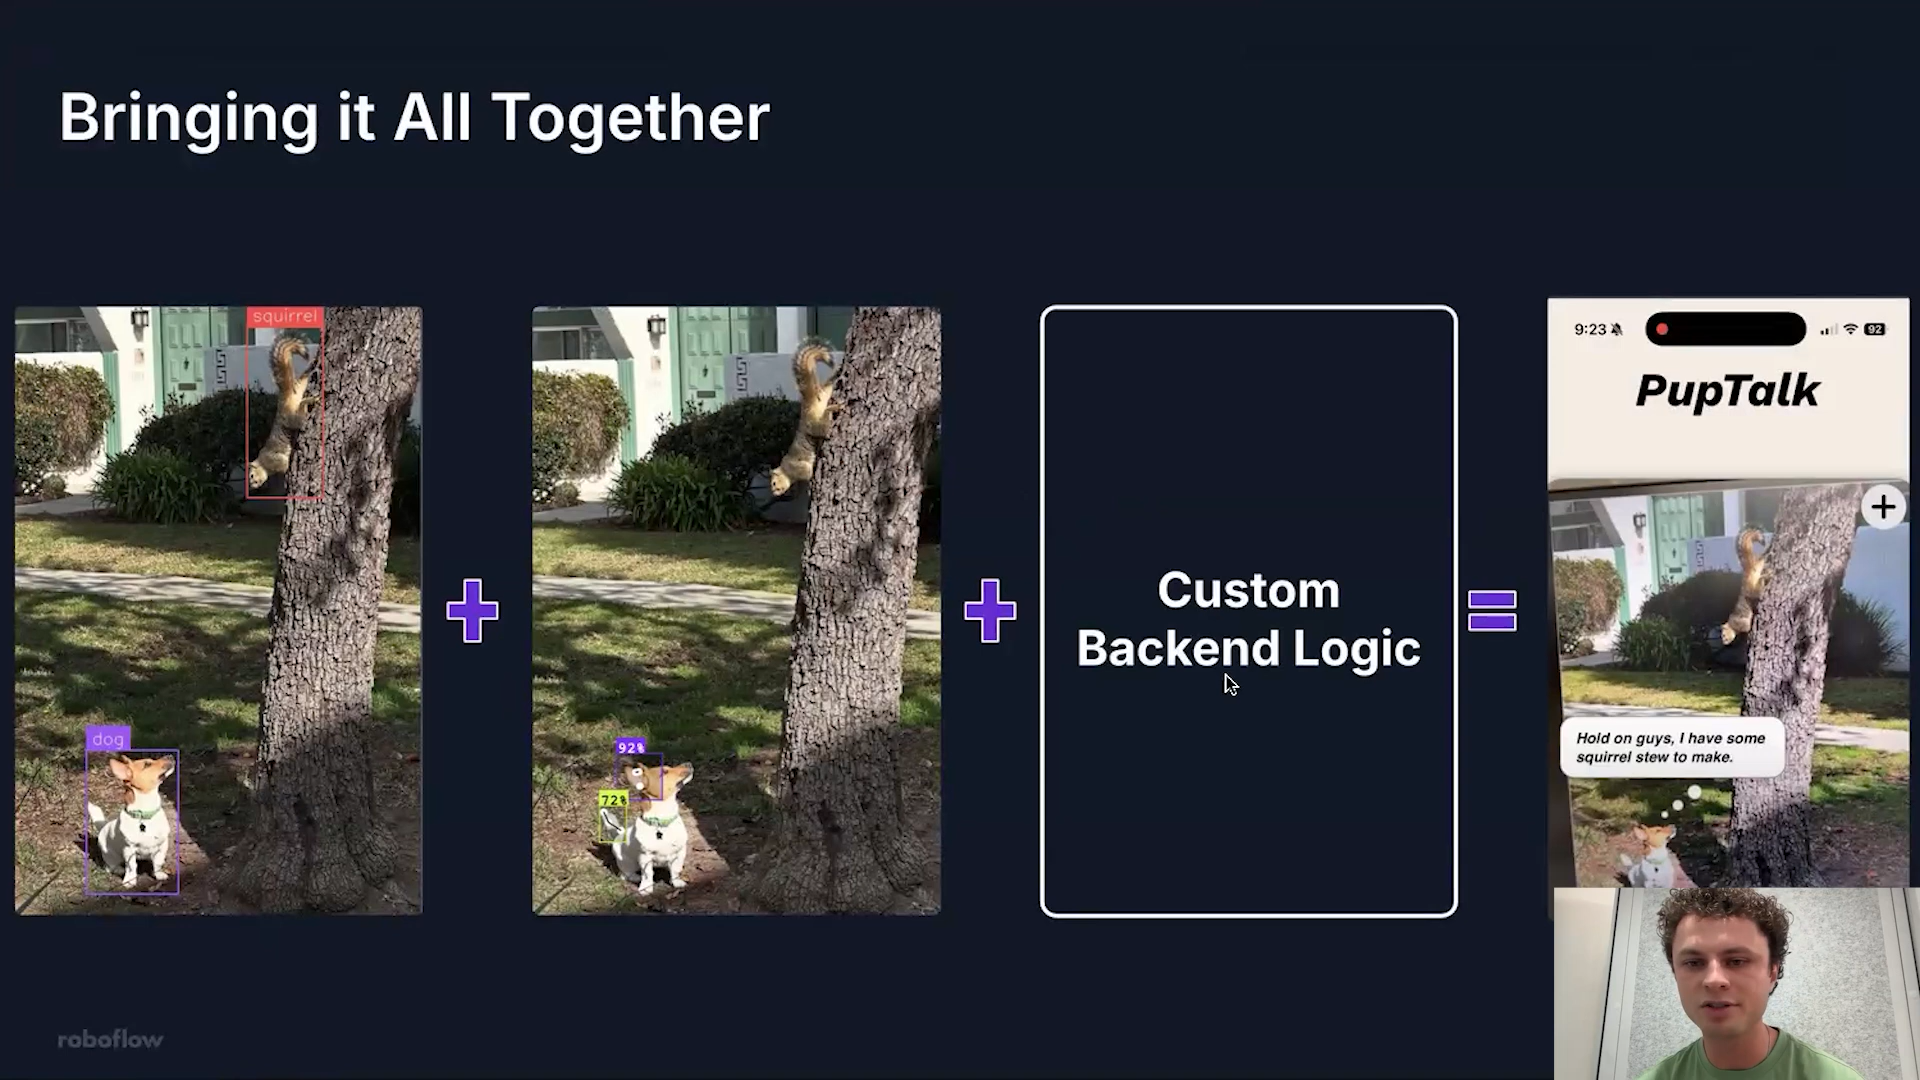 Bringing it All Together
squirrel
dog
92%
72%
Custom
Backend Logic
9:23
92
PupTalk
Hold on guys, I have some
squirrel stew to make.
roboflow